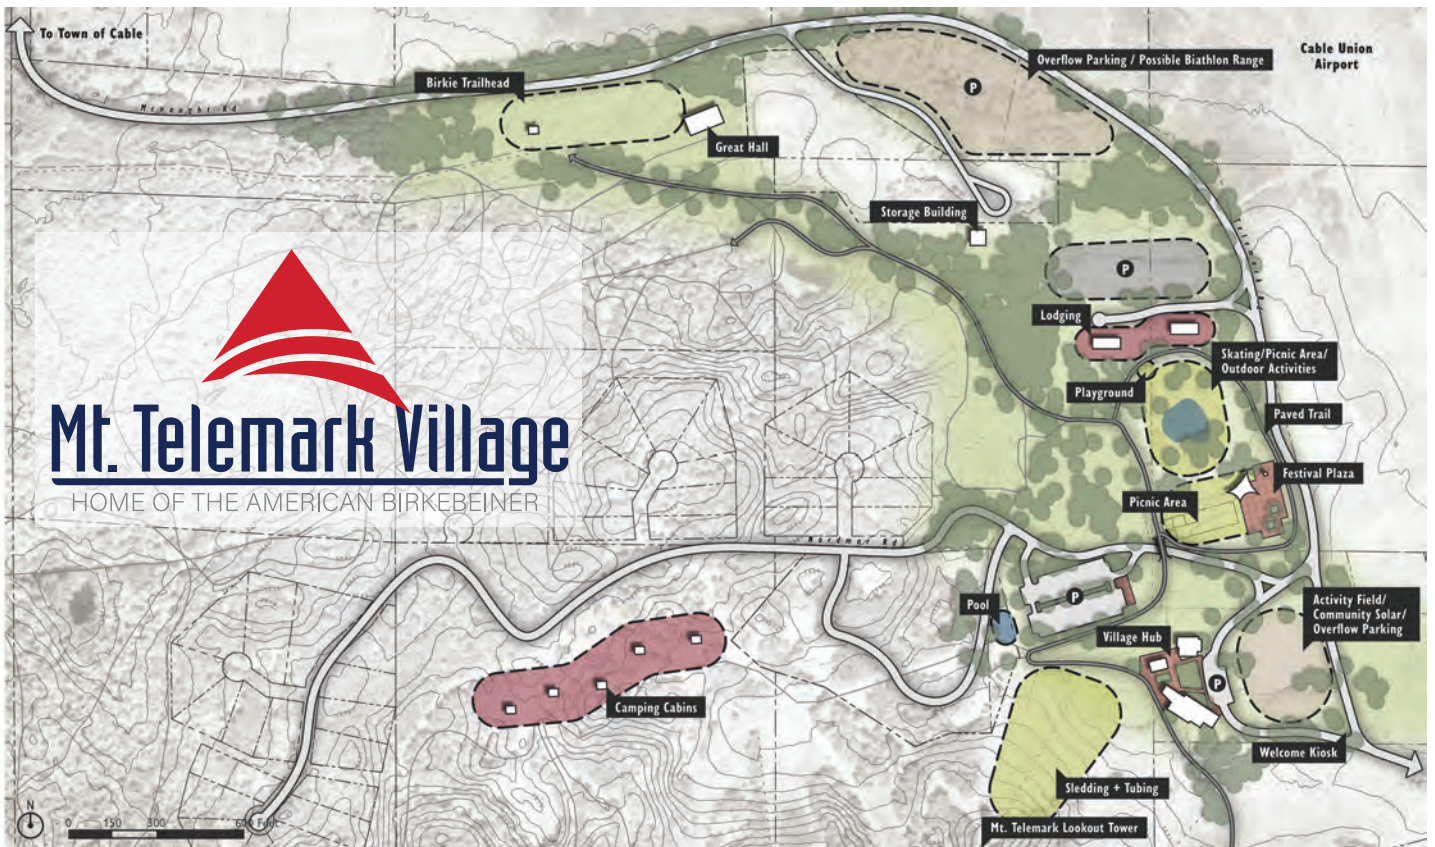 To Town of Cable
Mcnaught Rd
Birkie Trailhead
Great Hall
Overflow Parking / Possible Biathlon Range
P
Cable Union
Airport
Storage Building
P
Lodging
Skating/Picnic Area/
Outdoor Activities
Playground
Paved Trail
Festival Plaza
Picnic Area
Mt. Telemark Village
HOME OF THE AMERICAN BIRKEBEINER
Nordmor Rd
Pool
P
Village Hub
P
Activity Field/
Community Solar/
Overflow Parking
Camping Cabins
Welcome Kiosk
Sledding + Tubing
Mt. Telemark Lookout Tower
N
0 150 300 600 Feet